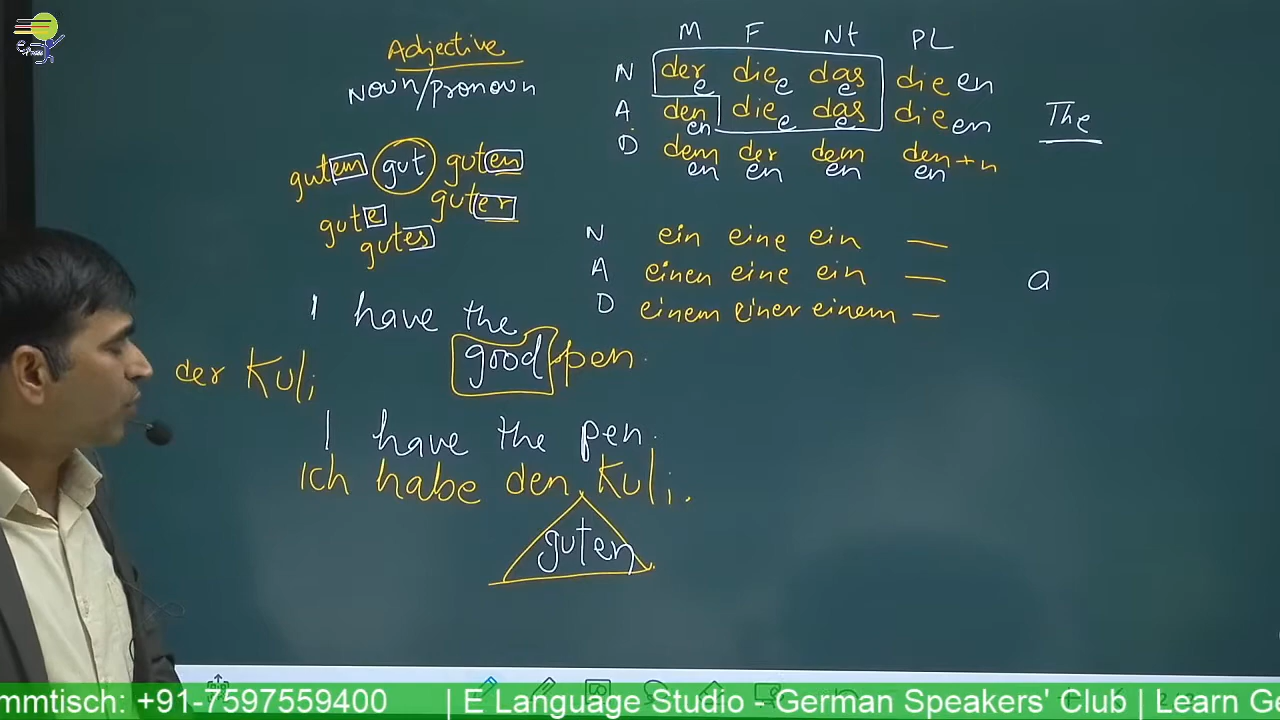 Adjective
Noun/pronoun
gutem gut guten
gute guter
gutes
M F Nt PL
N der e die e das e die en
A den en die e das e die en
D dem en der en dem en den+n en
The
N ein eine ein —
A einen eine ein —
D einem einer einem —
a
I have the
good pen.
der Kuli
I have the pen.
Ich habe den Kuli.
guten
mmtisch: +91-7597559400 | E Language Studio - German Speakers' Club | Learn Ge